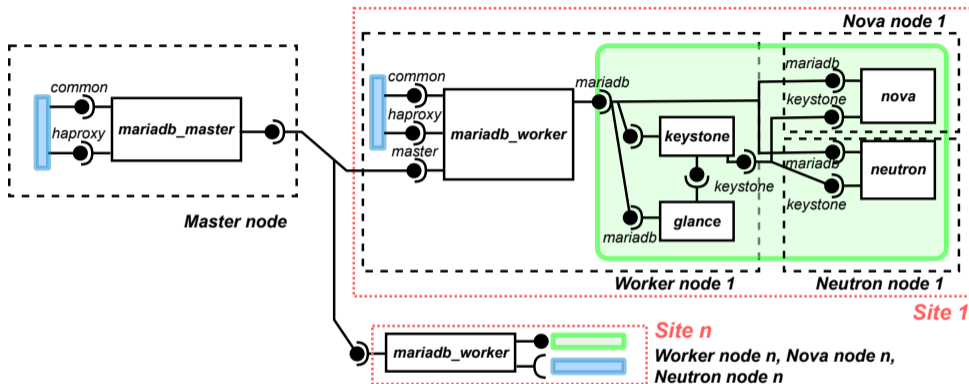 Nova node 1
common
haproxy
mariadb_master
Master node
common
haproxy
master
mariadb_worker
mariadb
keystone
keystone
glance
mariadb
mariadb
keystone
nova
mariadb
keystone
neutron
Worker node 1
Neutron node 1
Site 1
mariadb_worker
Site n
Worker node n, Nova node n,
Neutron node n